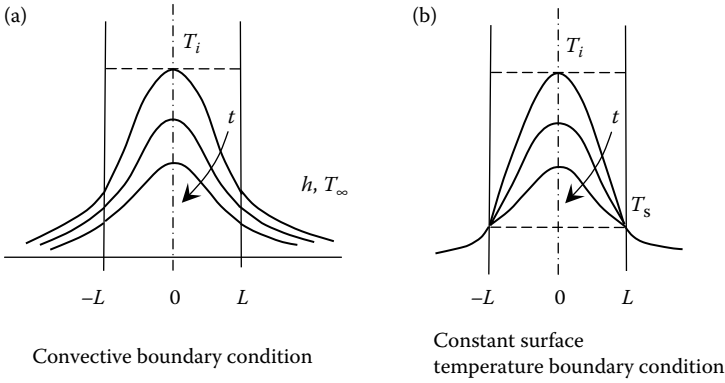 (a)
T_i
t
h, T_∞
–L
0
L
Convective boundary condition
(b)
T_i
t
T_s
–L
0
L
Constant surface
temperature boundary condition